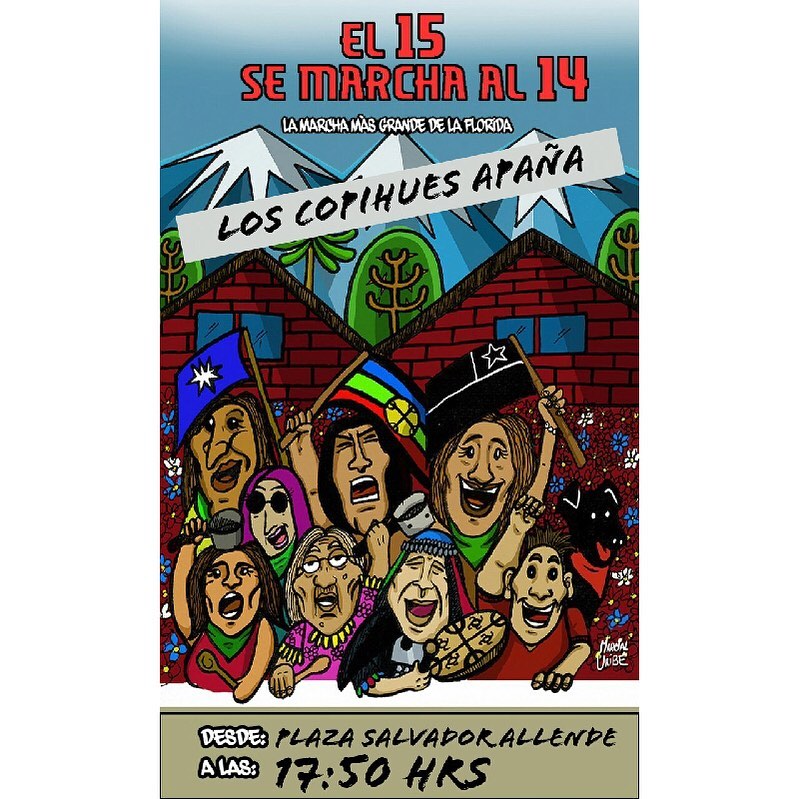 EL 15
SE MARCHA AL 14
LA MARCHA MÀS GRANDE DE LA FLORIDA
LOS COPIHUES APAÑA
MARCIAL
URIBE
DESDE: PLAZA SALVADOR ALLENDE
A LAS: 17:50 HRS